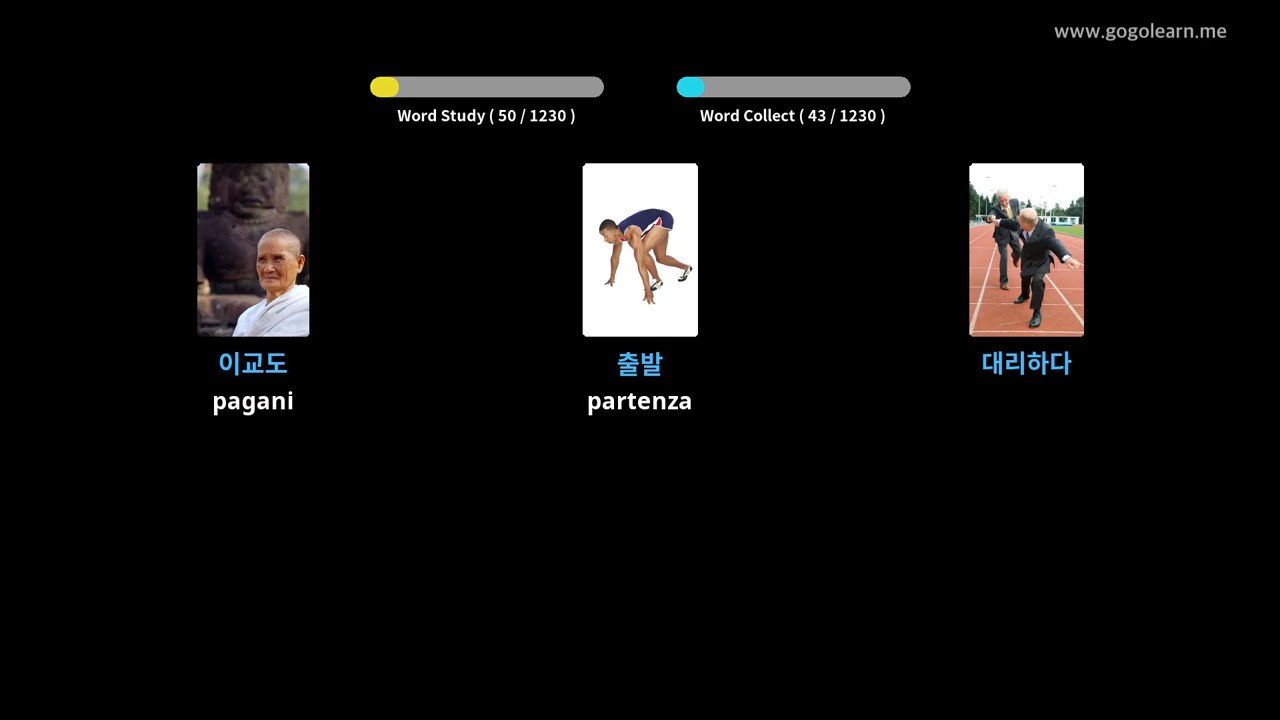 www.gogolearn.me
Word Study ( 50 / 1230 )
Word Collect ( 43 / 1230 )
이교도
pagani
출발
partenza
대리하다